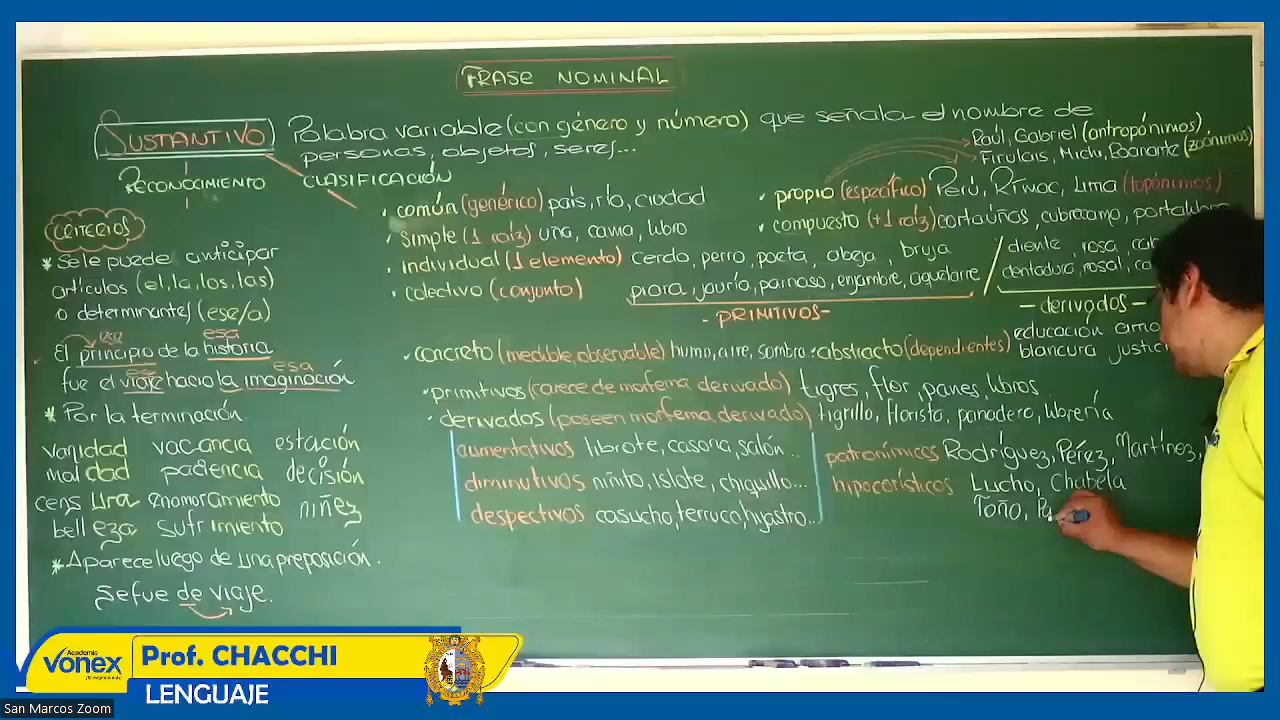 FRASE NOMINAL
SUSTANTIVO Palabra variable (con género y número) que señala el nombre de
personas, objetos, seres...
Raúl, Gabriel (antropónimos)
Firulais, Michi, (zoónimos)
RECONOCIMIENTO
CLASIFICACIÓN
CRITERIOS
* Se le puede anticipar
artículos (el, la, los, las)
o determinantes (ese/a)
ese esa
El principio de la historia
ese esa
fue el viaje hacia la imaginación
* Por la terminación
vanidad vacancia estación
maldad paciencia decisión
censura enamoramiento niñez
belleza sufrimiento
* Aparece luego de una preposición.
Se fue de viaje.
• común (genérico) país, río, ciudad
• propio (específico) Perú, Rímac, Lima (topónimos)
• simple (1 raíz) uña, cama, libro
• compuesto (+1 raíz) cortaúñas, cubrecama, portalibro
• individual (1 elemento) cerdo, perro, poeta, abeja, bruja
• colectivo (conjunto) piara, jauría, parnaso, enjambre, aquelarre
- PRIMITIVOS -
diente, rosa,
dentadura, rosal,
- derivados -
• concreto (medible, observable) humo, aire, sombra
• abstracto (dependientes) educación
blancura
• primitivos (carece de morfema derivado) tigres, flor, panes, libros
• derivados (poseen morfema derivado) tigrillo, florista, panadero, librería
aumentativos librote, casona, salón...
diminutivos niñito, islote, chiquillo...
despectivos casucha, terruco, hijastro...
patronímicos Rodríguez, Pérez, Martínez,
hipocorísticos Lucho, Chabela
Toño,
Academia
vonex
Prof. CHACCHI
LENGUAJE
San Marcos Zoom